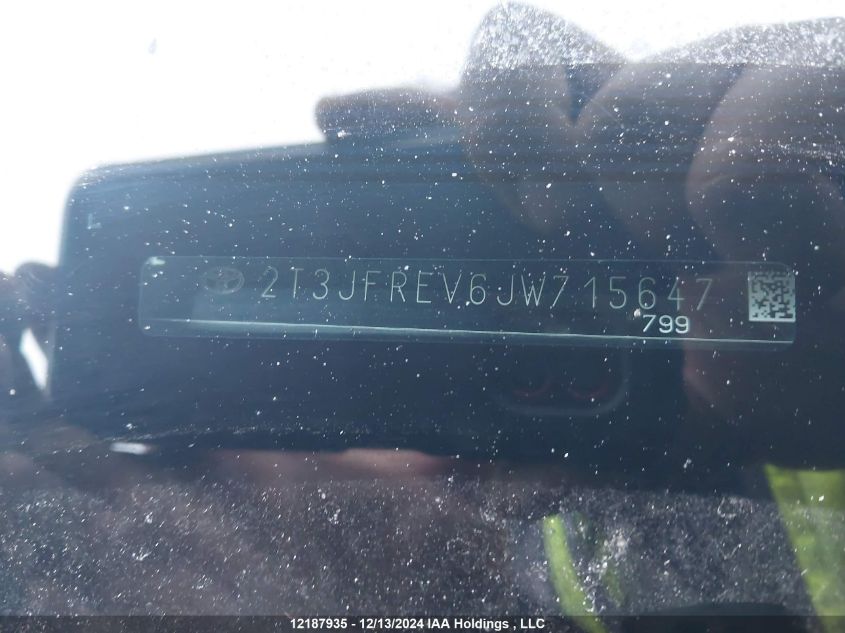 2T3JFREV6JW715647
799
12187935 - 12/13/2024 IAA Holdings , LLC